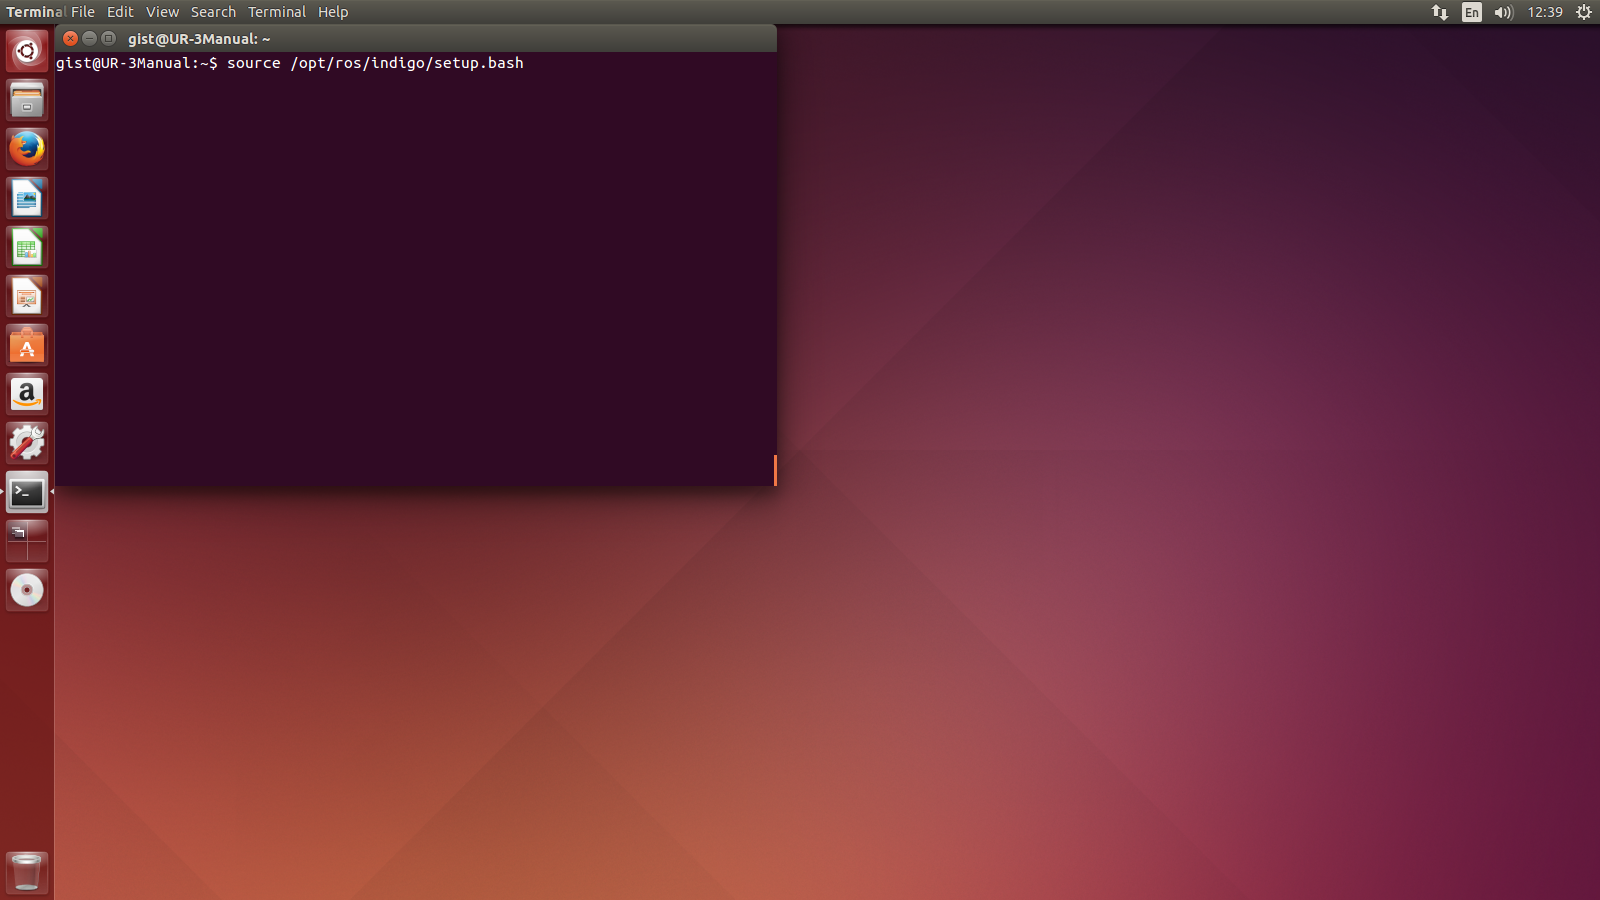 Terminal File Edit View Search Terminal Help En 12:39
gist@UR-3Manual: ~
gist@UR-3Manual:~$ source /opt/ros/indigo/setup.bash